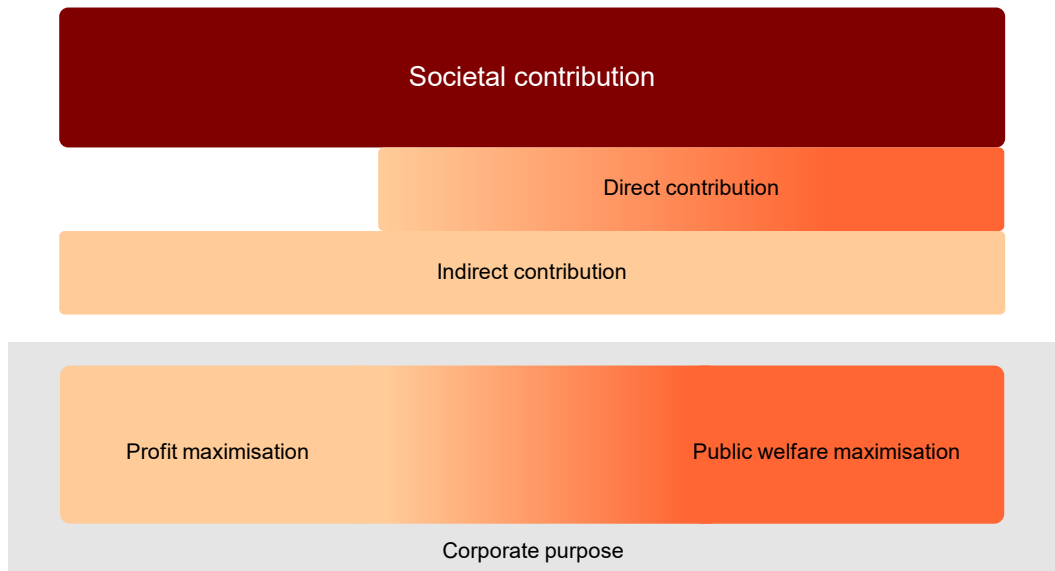 Societal contribution
Direct contribution
Indirect contribution
Profit maximisation
Public welfare maximisation
Corporate purpose